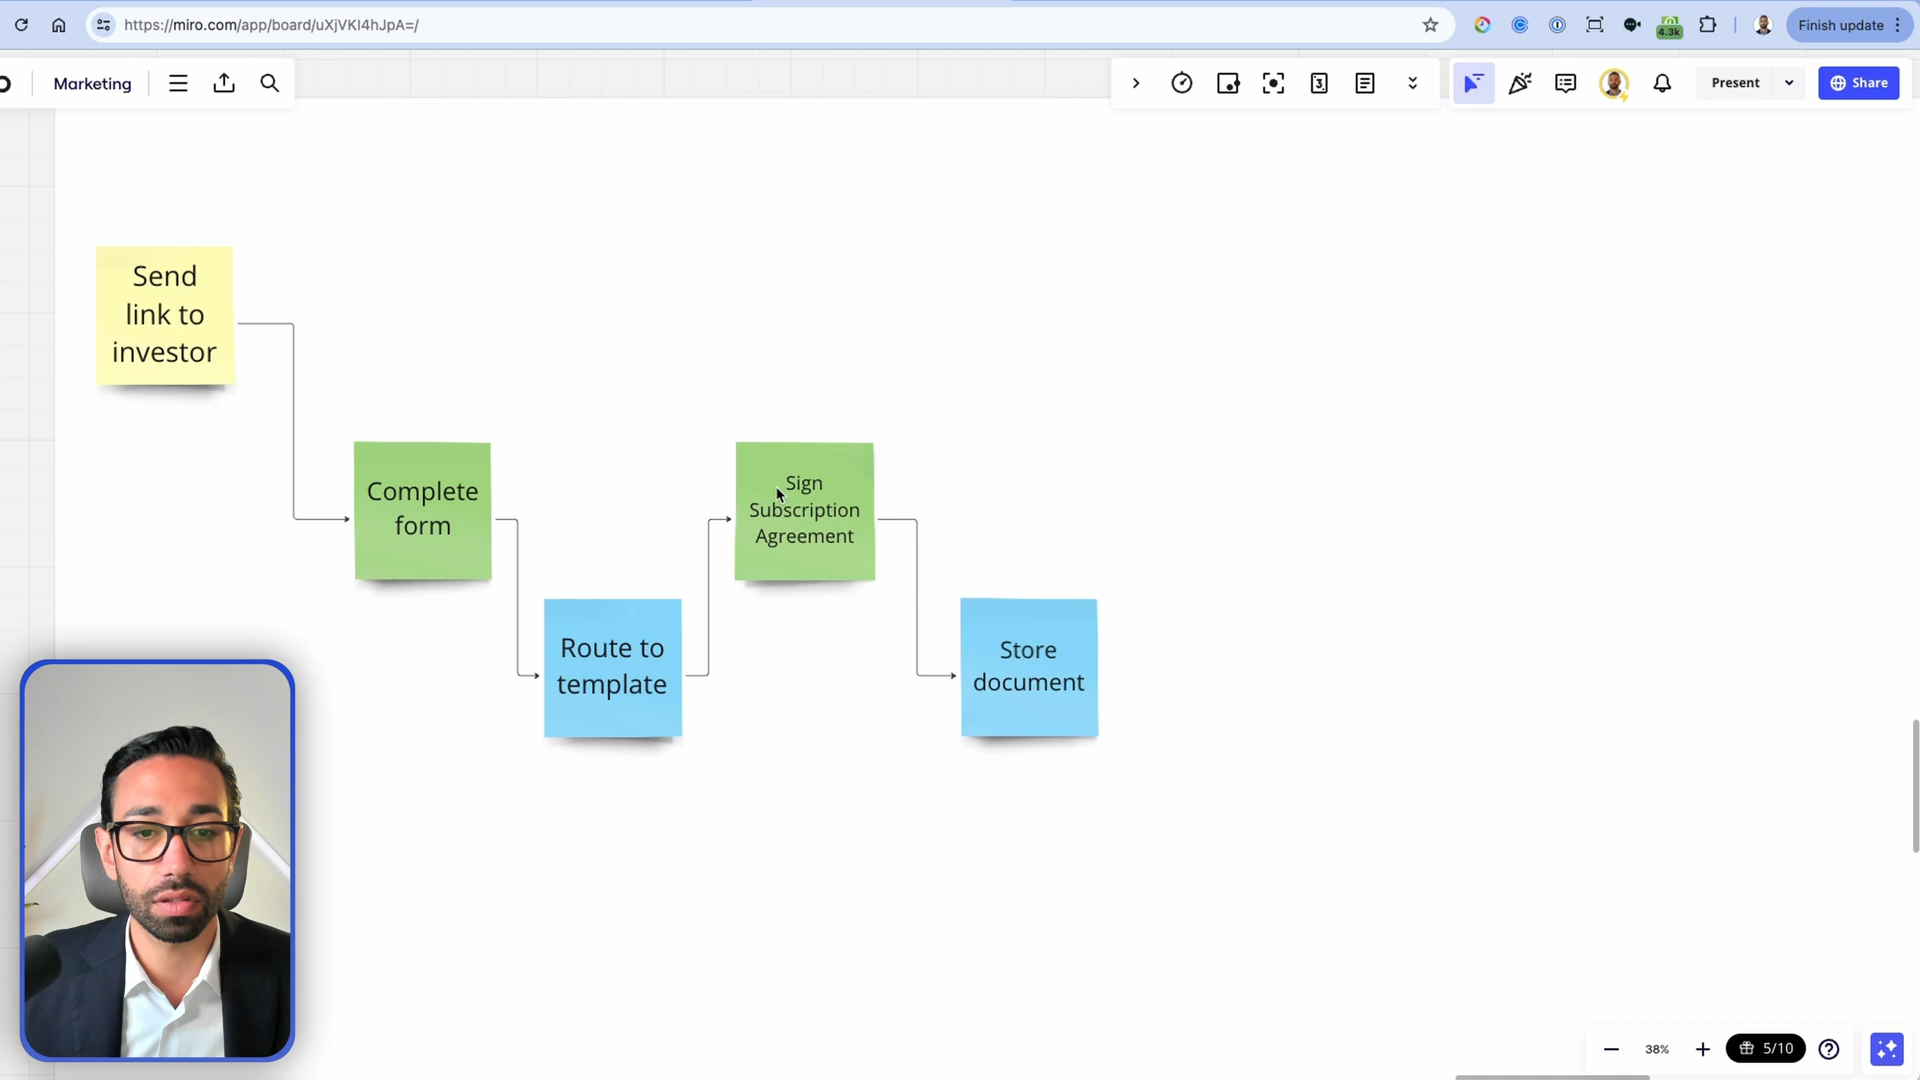 https://miro.com/app/board/uXjVKI4hJpA=/
4.3k
Finish update
Marketing
3
Present
Share
Send
link to
investor
Complete
form
Sign
Subscription
Agreement
Route to
template
Store
document
38%
5/10